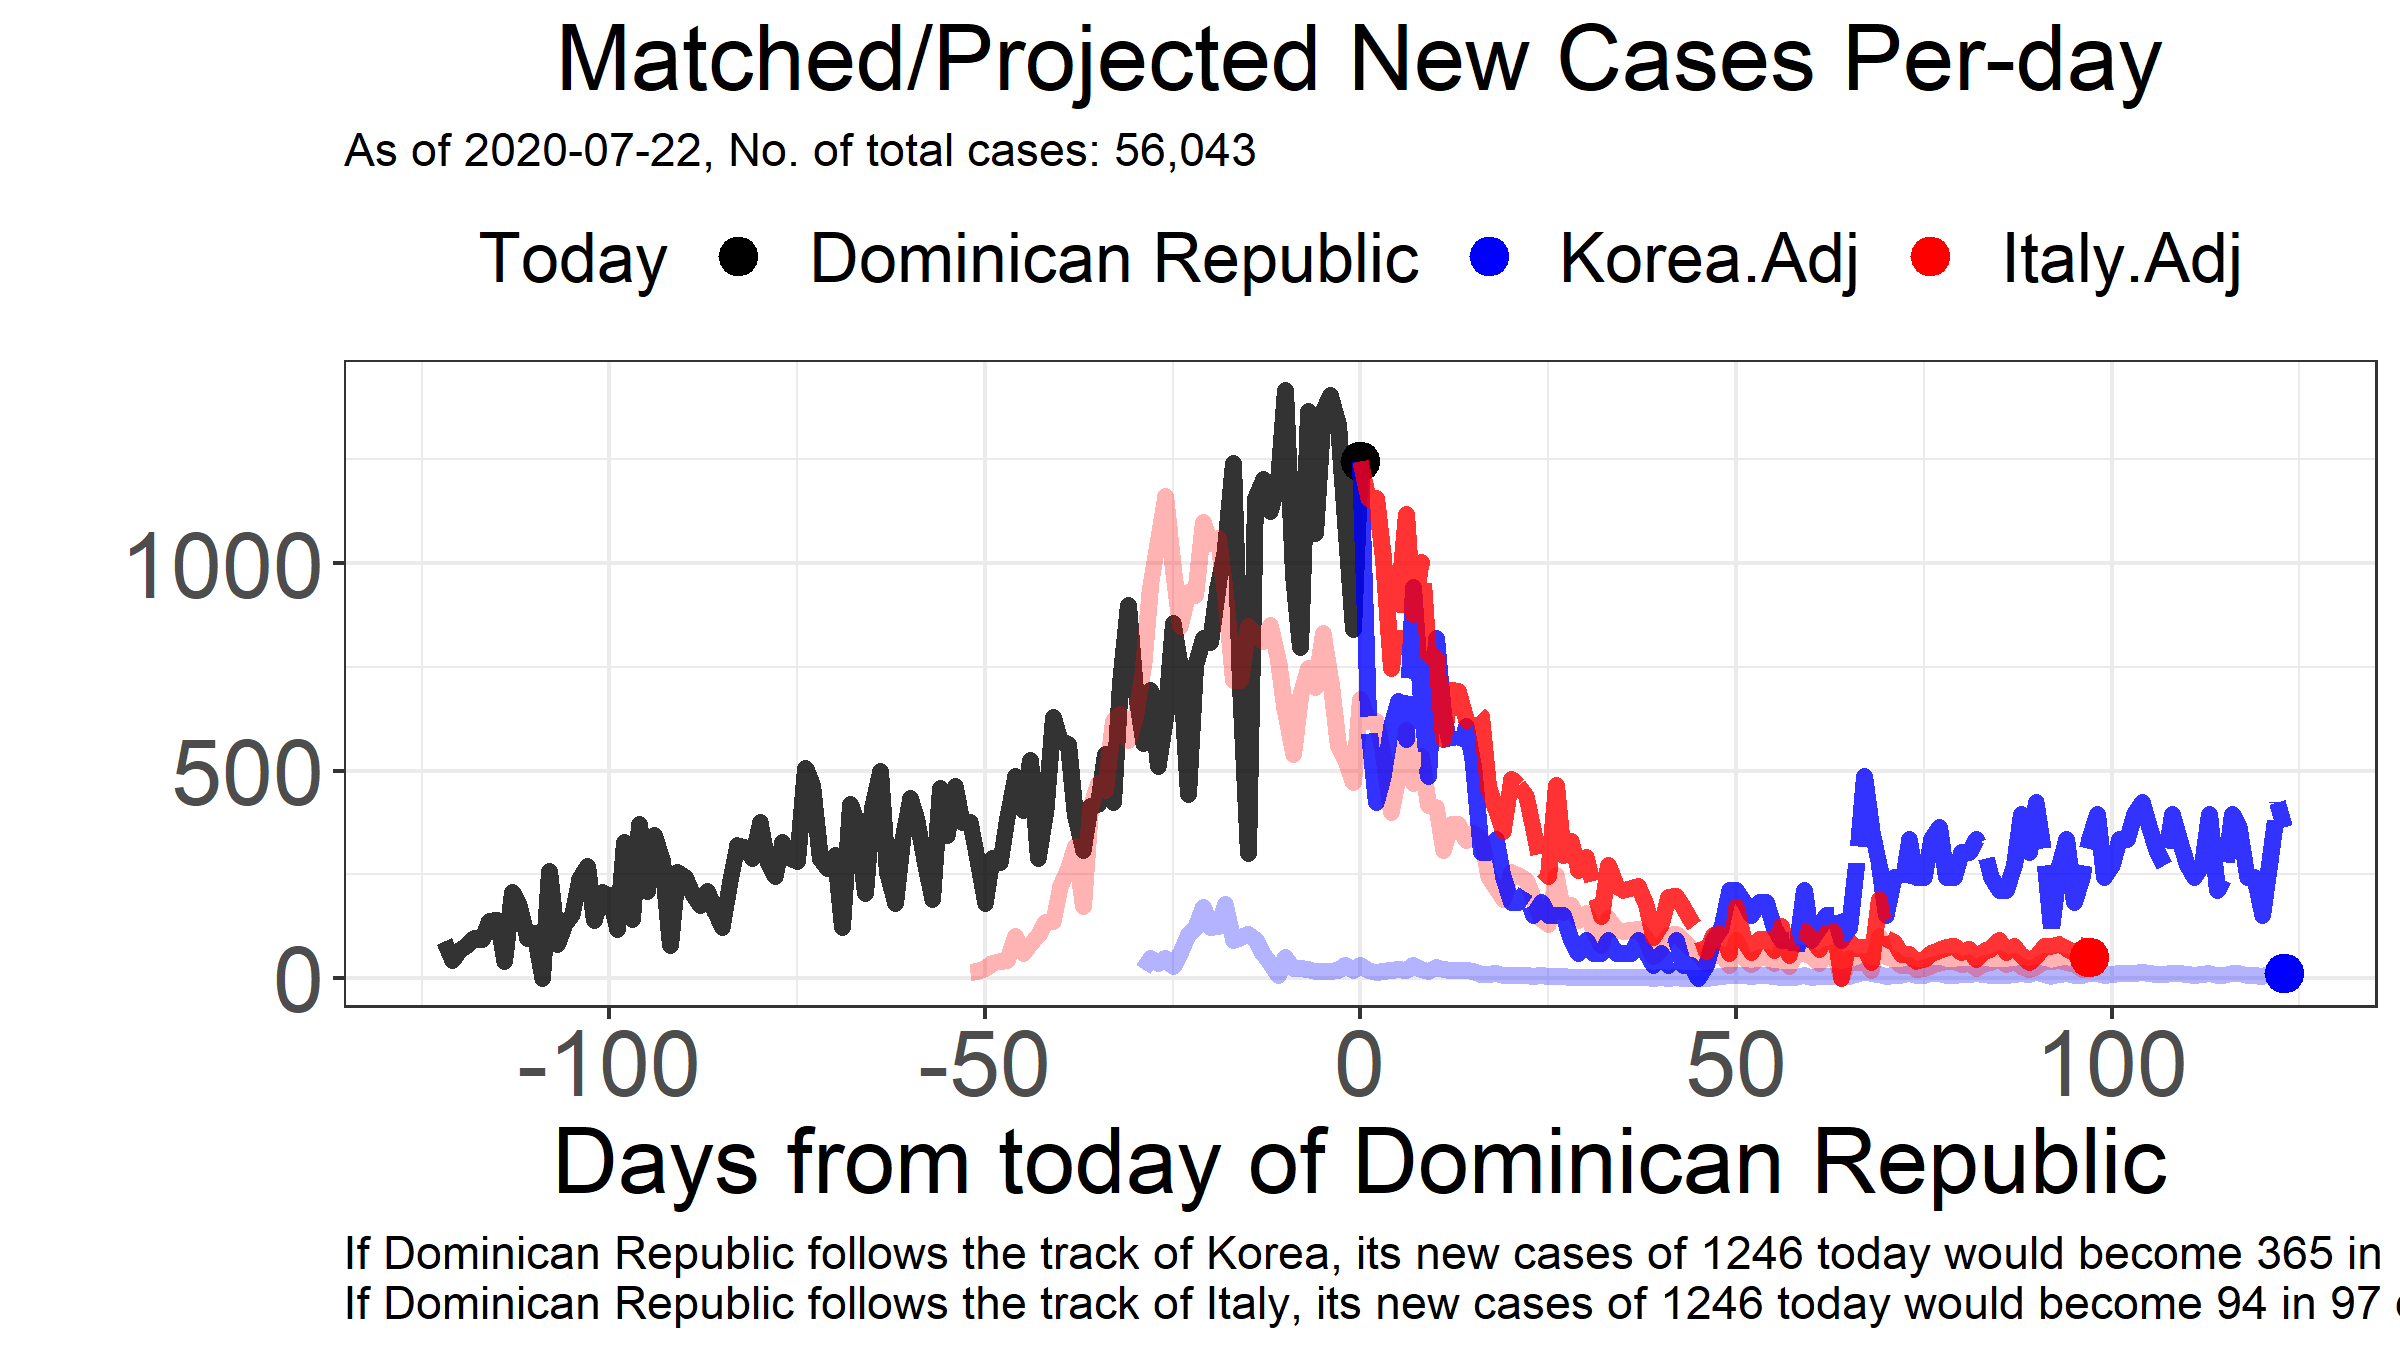 Matched/Projected New Cases Per-day
As of 2020-07-22, No. of total cases: 56,043
Today Dominican Republic Korea.Adj Italy.Adj
1000
500
0
-100 -50 0 50 100
Days from today of Dominican Republic
If Dominican Republic follows the track of Korea, its new cases of 1246 today would become 365 in
If Dominican Republic follows the track of Italy, its new cases of 1246 today would become 94 in 97